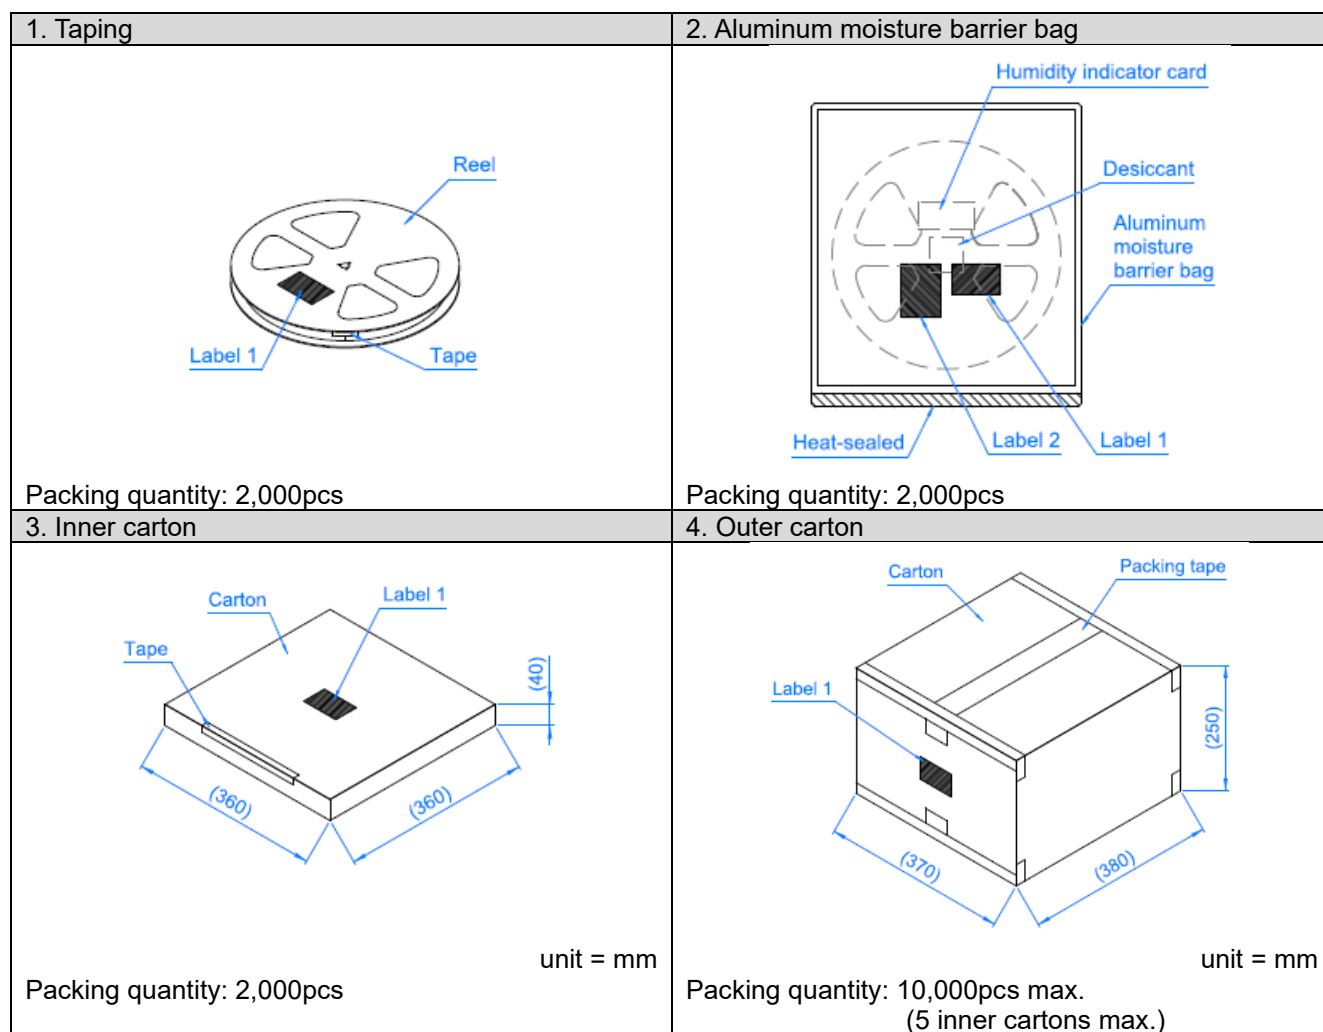 1. Taping
Reel
Label 1
Tape
Packing quantity: 2,000pcs
2. Aluminum moisture barrier bag
Humidity indicator card
Desiccant
Aluminum
moisture
barrier bag
Heat-sealed
Label 2
Label 1
Packing quantity: 2,000pcs
3. Inner carton
Carton
Label 1
Tape
(40)
(360)
(360)
unit = mm
Packing quantity: 2,000pcs
4. Outer carton
Carton
Packing tape
Label 1
(250)
(370)
(380)
unit = mm
Packing quantity: 10,000pcs max.
(5 inner cartons max.)